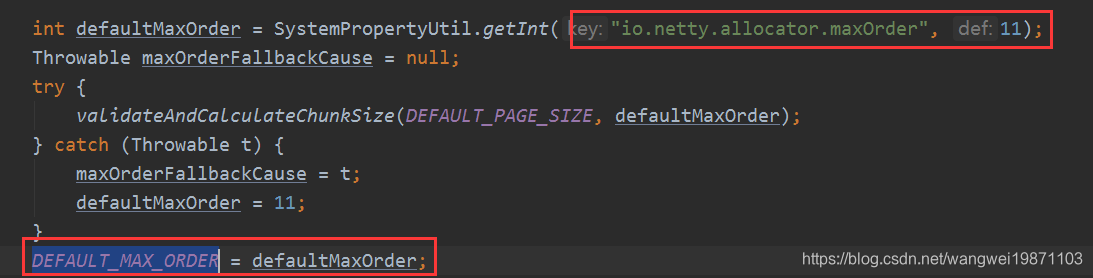 int defaultMaxOrder = SystemPropertyUtil.getInt( key: "io.netty.allocator.maxOrder", def: 11);
Throwable maxOrderFallbackCause = null;
try {
validateAndCalculateChunkSize(DEFAULT_PAGE_SIZE, defaultMaxOrder);
} catch (Throwable t) {
maxOrderFallbackCause = t;
defaultMaxOrder = 11;
}
DEFAULT_MAX_ORDER = defaultMaxOrder;
https://blog.csdn.net/wangwei19871103